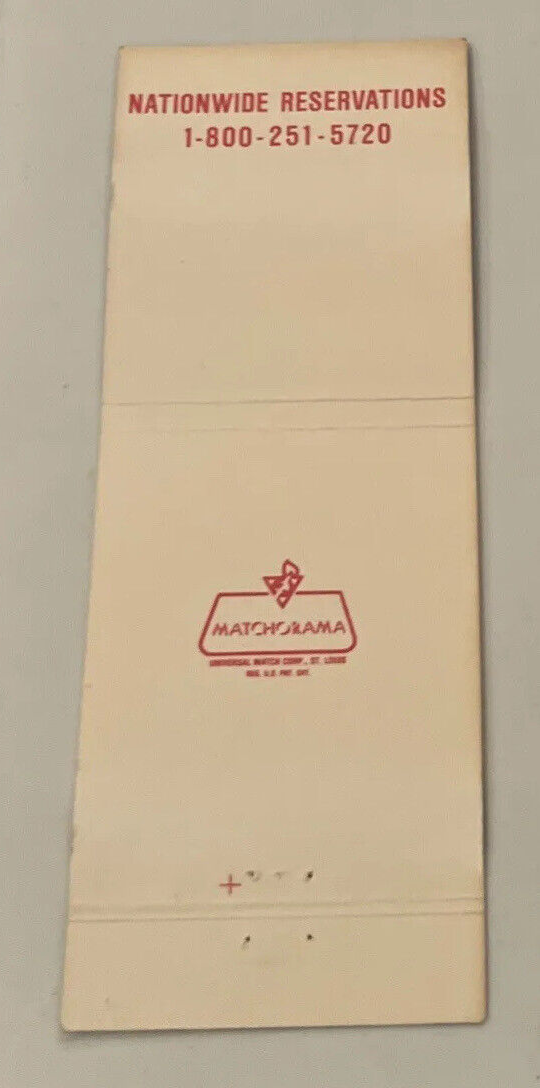 NATIONWIDE RESERVATIONS
1-800-251-5720
MATCHORAMA
UNIVERSAL MATCH CORP., ST. LOUIS
REG. U.S. PAT. OFF.